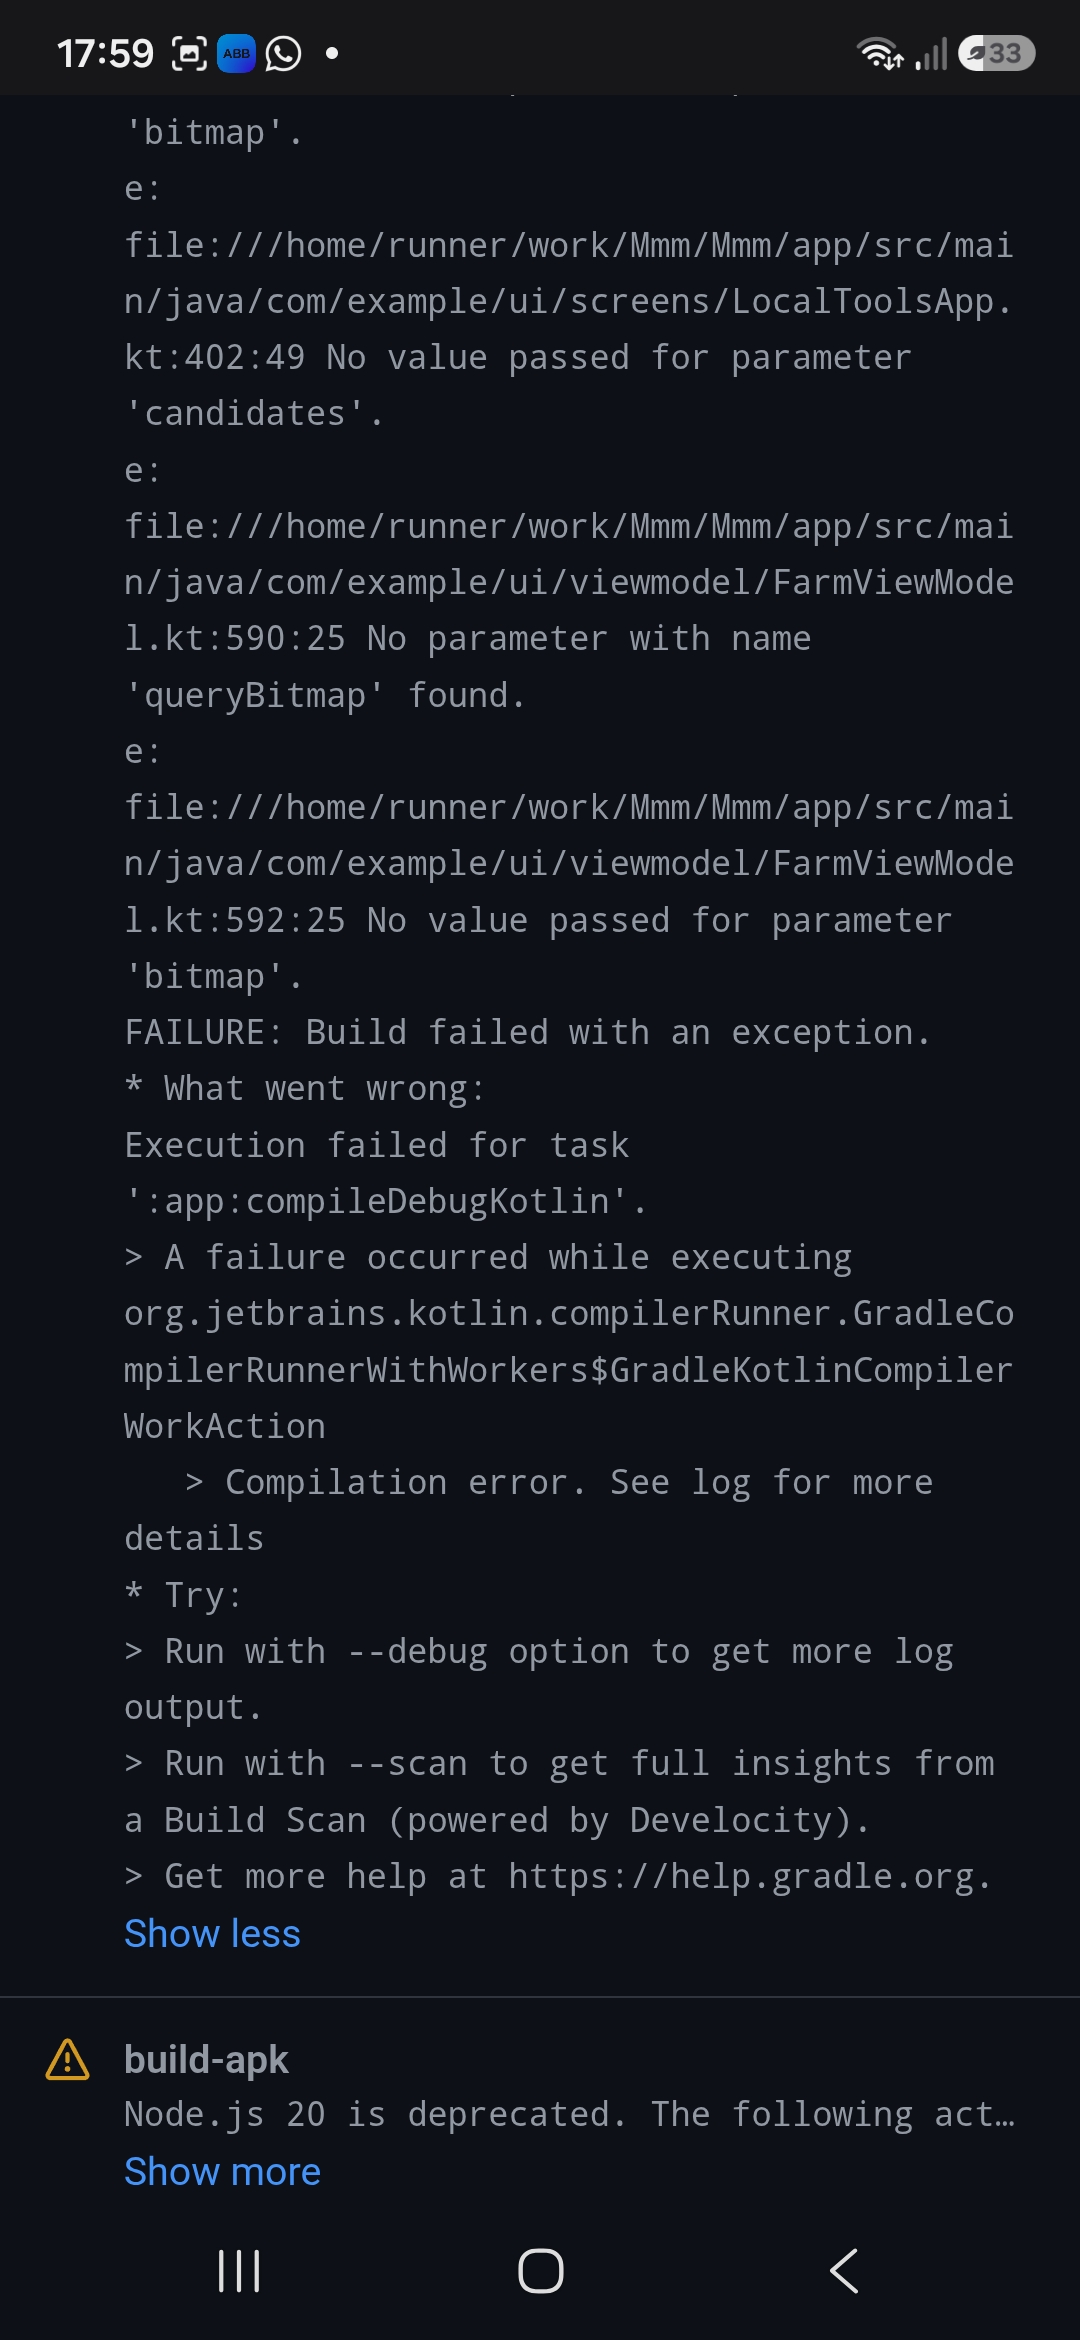 17:59
ABB
33
'bitmap'.
e:
file:///home/runner/work/Mmm/Mmm/app/src/mai
n/java/com/example/ui/screens/LocalToolsApp.
kt:402:49 No value passed for parameter
'candidates'.
e:
file:///home/runner/work/Mmm/Mmm/app/src/mai
n/java/com/example/ui/viewmodel/FarmViewMode
l.kt:590:25 No parameter with name
'queryBitmap' found.
e:
file:///home/runner/work/Mmm/Mmm/app/src/mai
n/java/com/example/ui/viewmodel/FarmViewMode
l.kt:592:25 No value passed for parameter
'bitmap'.
FAILURE: Build failed with an exception.
* What went wrong:
Execution failed for task
':app:compileDebugKotlin'.
> A failure occurred while executing
org.jetbrains.kotlin.compilerRunner.GradleCo
mpilerRunnerWithWorkers$GradleKotlinCompiler
WorkAction
   > Compilation error. See log for more
details
* Try:
> Run with --debug option to get more log
output.
> Run with --scan to get full insights from
a Build Scan (powered by Develocity).
> Get more help at https://help.gradle.org.
Show less
build-apk
Node.js 20 is deprecated. The following act…
Show more